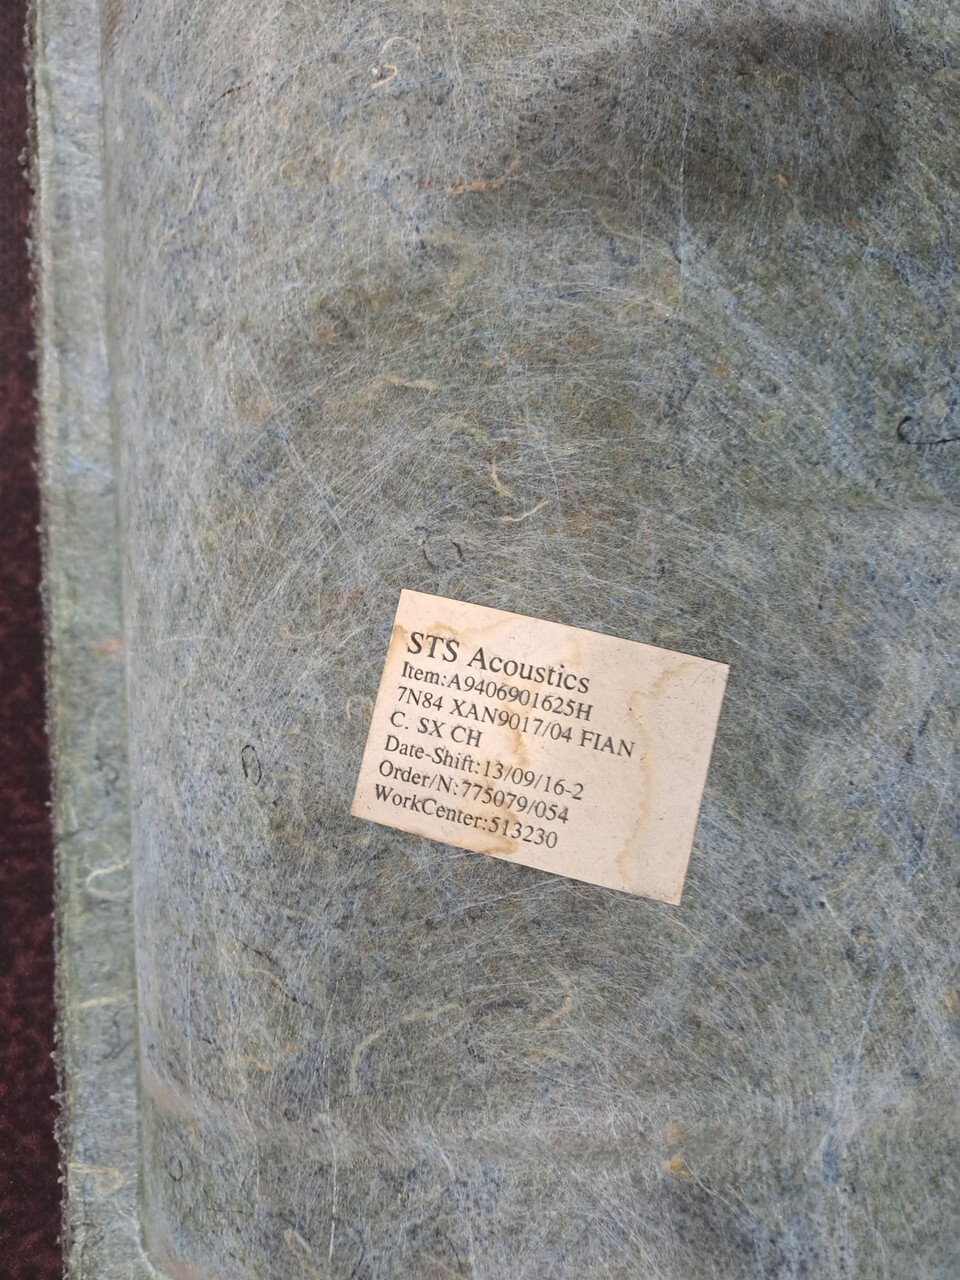 STS Acoustics
Item:A9406901625H
7N84 XAN9017/04 FIAN
C. SX CH
Date-Shift:13/09/16-2
Order/N:775079/054
WorkCenter:513230